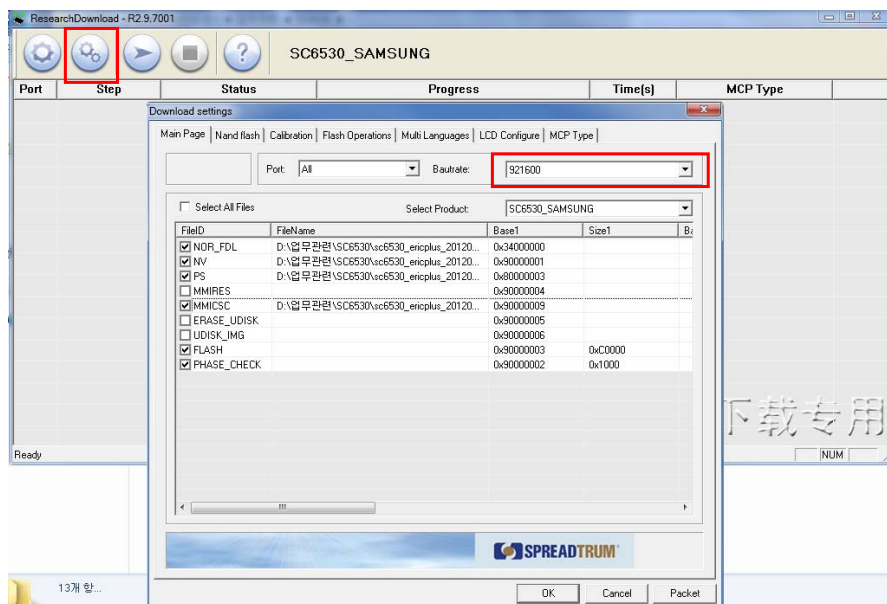 ResearchDownload - R2.9.7001
SC6530_SAMSUNG
Port Step Status Progress Time(s) MCP Type
Download settings
Main Page Nand flash Calibration Flash Operations Multi Languages LCD Configure MCP Type
Port: All Bautrate: 921600
Select All Files Select Product: SC6530_SAMSUNG
FileID FileName Base1 Size1 Ba
NOR_FDL D:\업무관련\SC6530\sc6530_ericplus_20120... 0x34000000
NV D:\업무관련\SC6530\sc6530_ericplus_20120... 0x90000001
PS D:\업무관련\SC6530\sc6530_ericplus_20120... 0x80000003
MMIRES 0x90000004
MMICSC D:\업무관련\SC6530\sc6530_ericplus_20120... 0x90000009
ERASE_UDISK 0x90000005
UDISK_IMG 0x90000006
FLASH 0x90000003 0xC0000
PHASE_CHECK 0x90000002 0x1000
下载专用
Ready NUM
SPREADTRUM
13개 항...
OK Cancel Packet